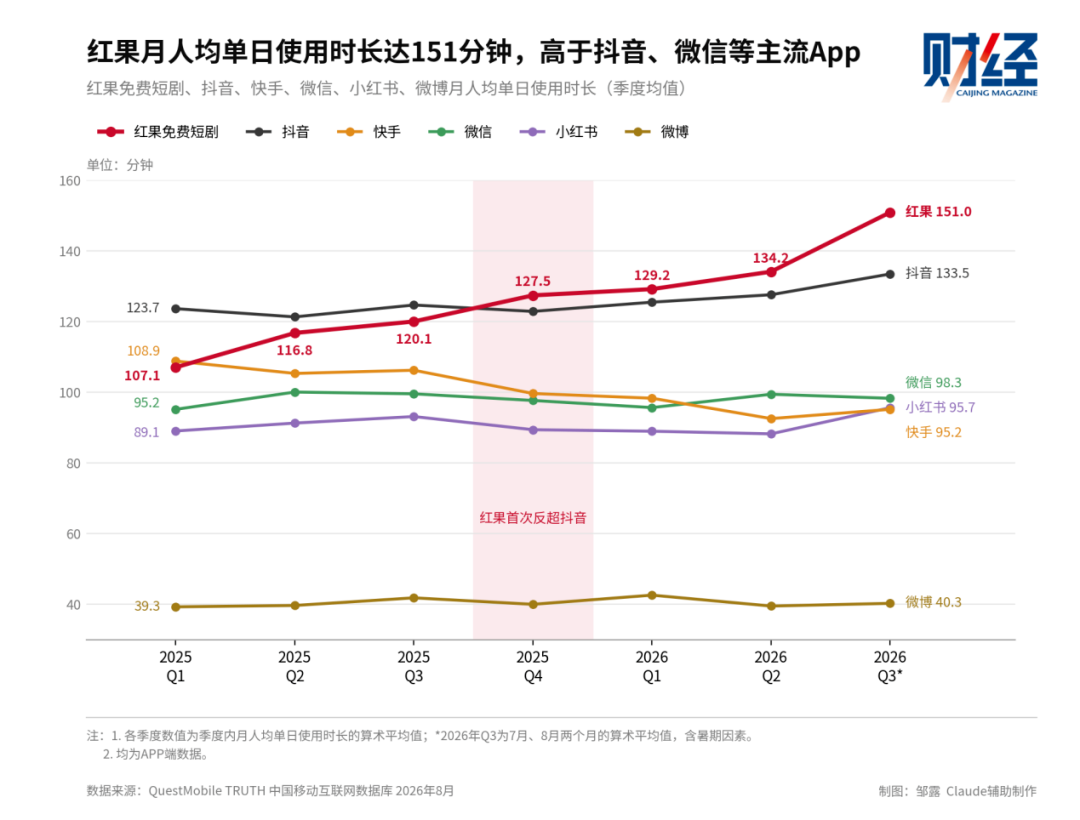 红果月人均单日使用时长达151分钟，高于抖音、微信等主流App
财经
CAIJING MAGAZINE
红果免费短剧、抖音、快手、微信、小红书、微博月人均单日使用时长（季度均值）
红果免费短剧 抖音 快手 微信 小红书 微博
单位：分钟
160
140
120
100
80
60
40
123.7
108.9
107.1
95.2
89.1
39.3
116.8
120.1
127.5
129.2
134.2
红果 151.0
抖音 133.5
微信 98.3
小红书 95.7
快手 95.2
微博 40.3
红果首次反超抖音
2025 Q1
2025 Q2
2025 Q3
2025 Q4
2026 Q1
2026 Q2
2026 Q3*
注：1. 各季度数值为季度内月人均单日使用时长的算术平均值；*2026年Q3为7月、8月两个月的算术平均值，含暑期因素。
2. 均为APP端数据。
数据来源：QuestMobile TRUTH 中国移动互联网数据库 2026年8月
制图：邹露 Claude辅助制作